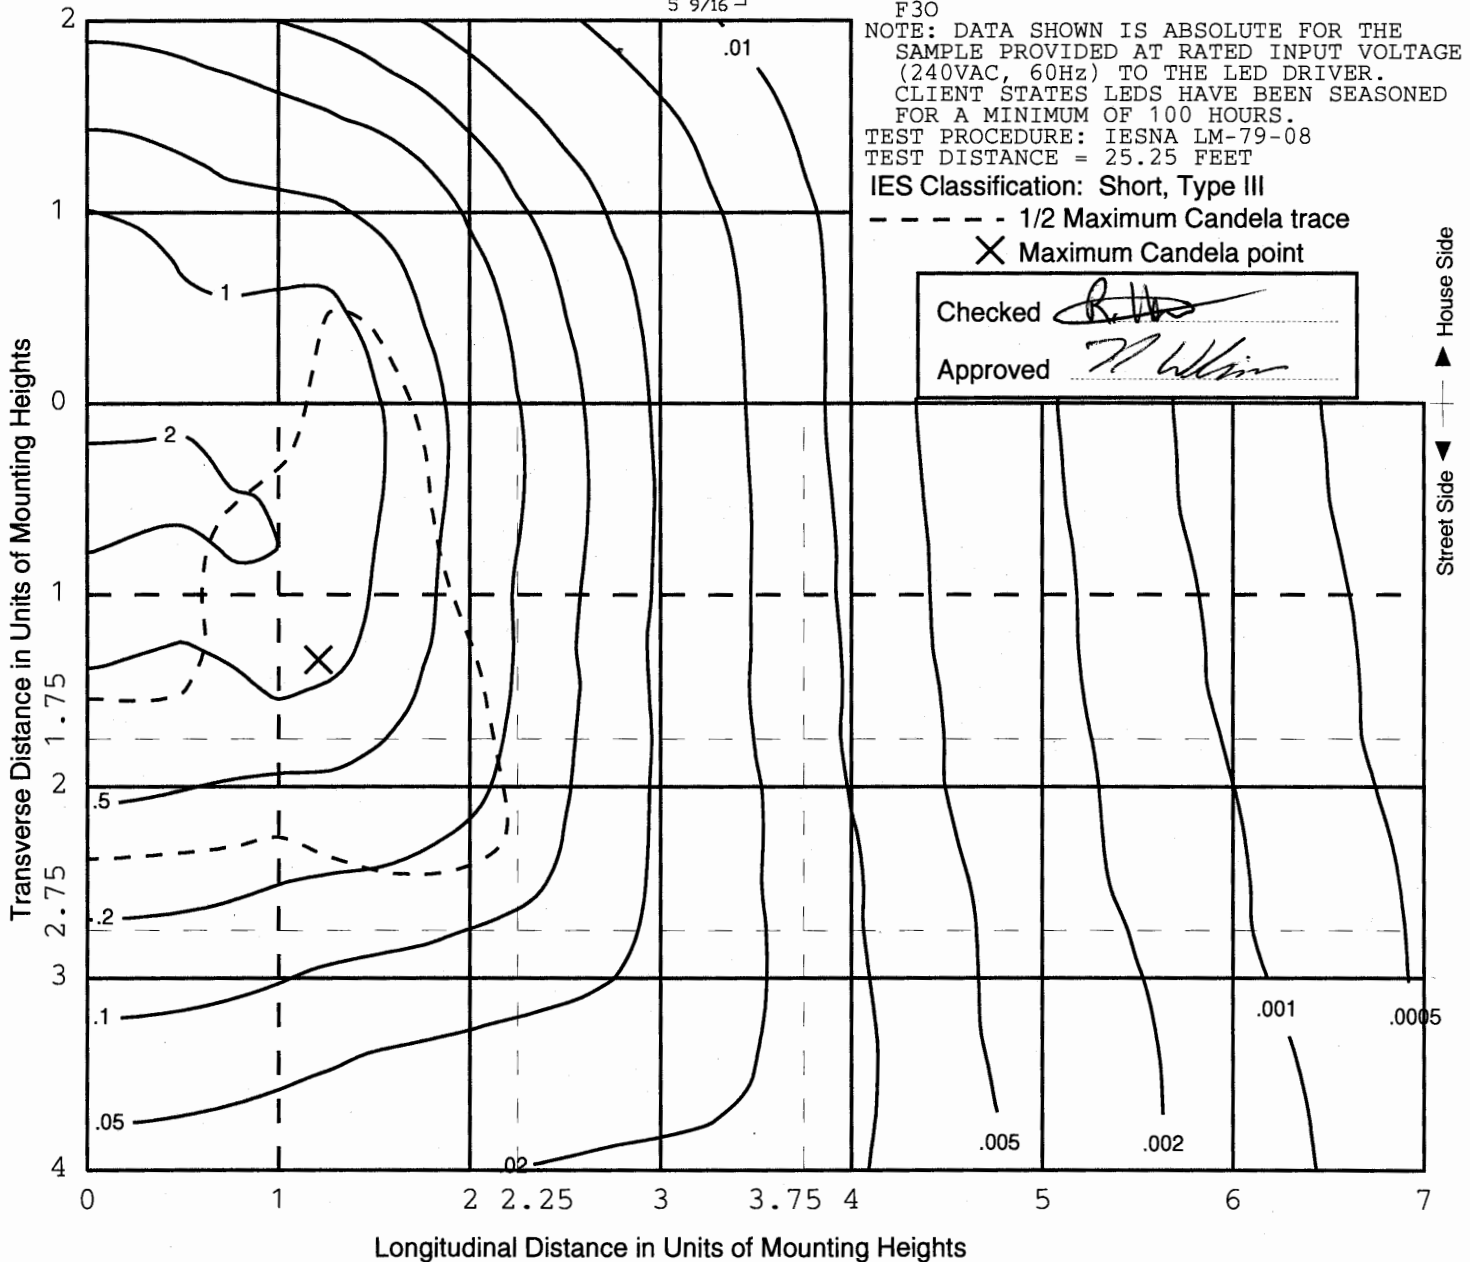 5 9/16
F30
NOTE: DATA SHOWN IS ABSOLUTE FOR THE
SAMPLE PROVIDED AT RATED INPUT VOLTAGE
(240VAC, 60Hz) TO THE LED DRIVER.
CLIENT STATES LEDS HAVE BEEN SEASONED
FOR A MINIMUM OF 100 HOURS.
TEST PROCEDURE: IESNA LM-79-08
TEST DISTANCE = 25.25 FEET
IES Classification: Short, Type III
1/2 Maximum Candela trace
Maximum Candela point
Checked
Approved
House Side
Street Side
Transverse Distance in Units of Mounting Heights
2
1
0
1
1.75
2
2.75
3
4
.01
1
2
.5
.2
.1
.05
.02
.005
.002
.001
.0005
0 1 2 2.25 3 3.75 4 5 6 7
Longitudinal Distance in Units of Mounting Heights